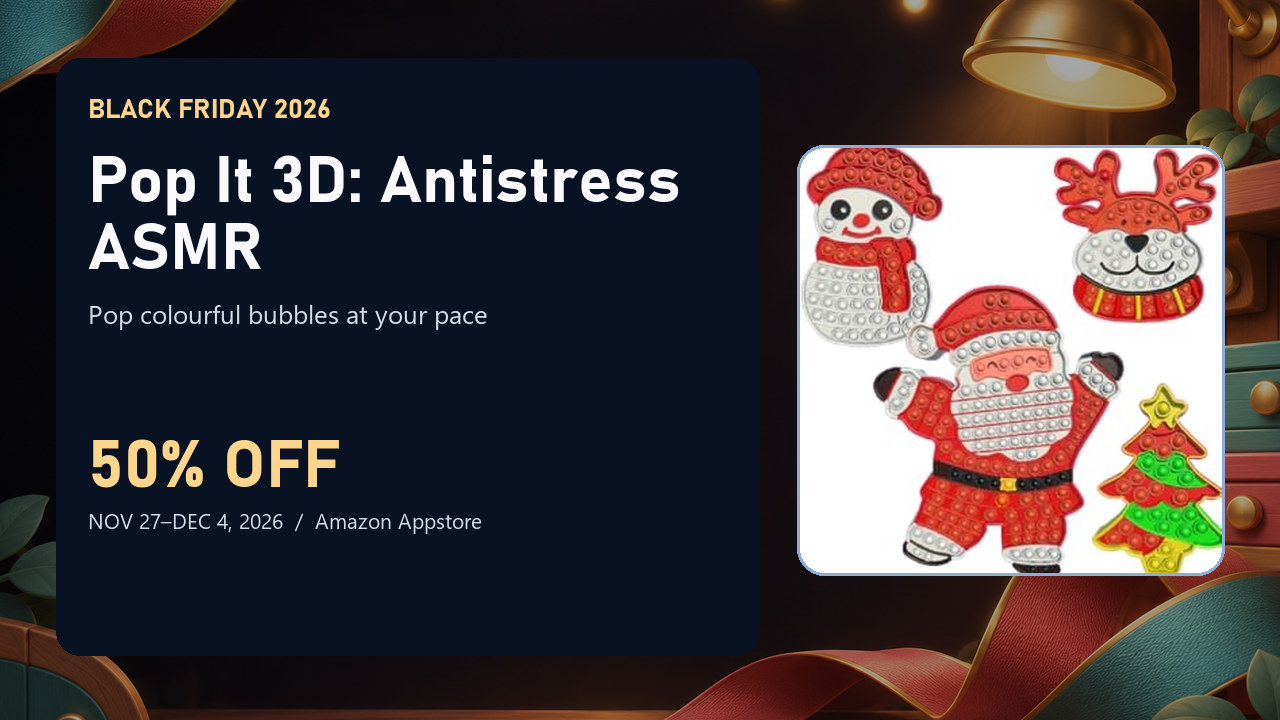 BLACK FRIDAY 2026
Pop It 3D: Antistress
ASMR
Pop colourful bubbles at your pace
50% OFF
NOV 27–DEC 4, 2026 / Amazon Appstore